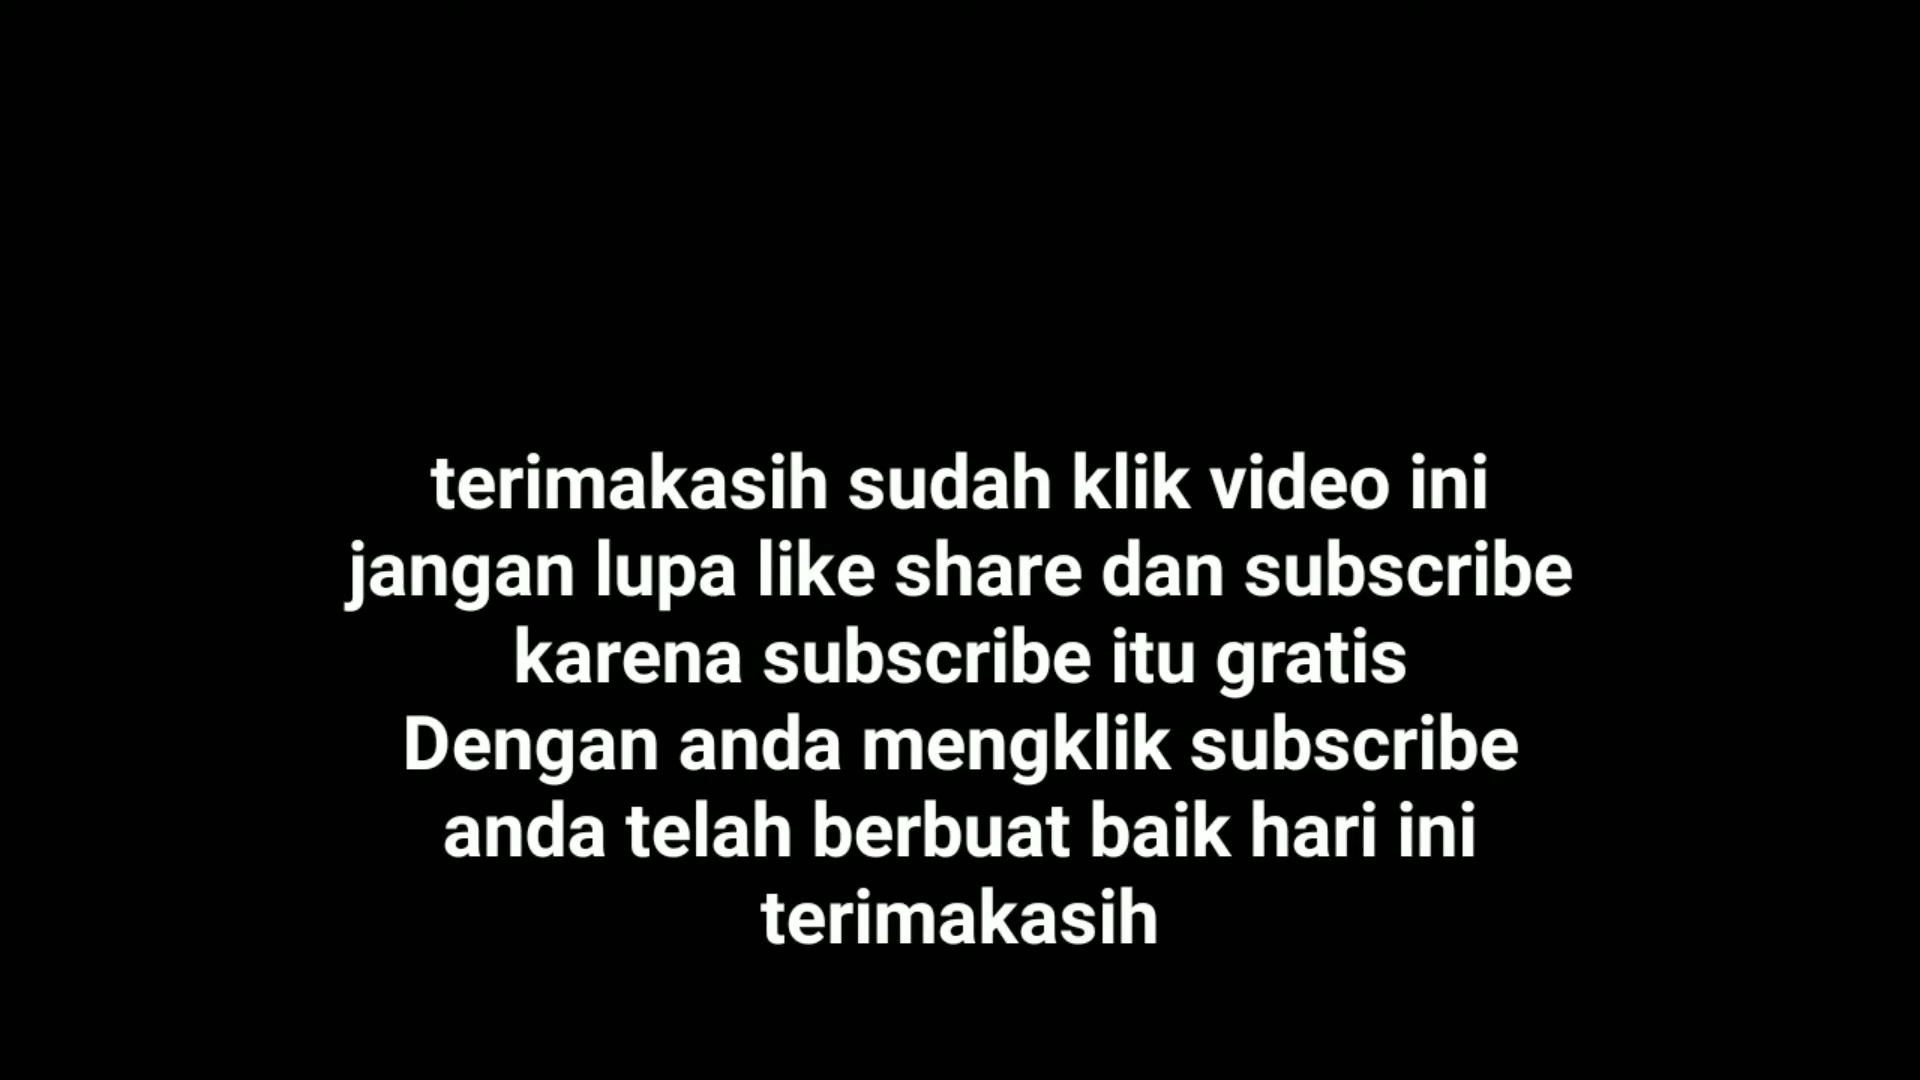 terimakasih sudah klik video ini
jangan lupa like share dan subscribe
karena subscribe itu gratis
Dengan anda mengklik subscribe
anda telah berbuat baik hari ini
terimakasih